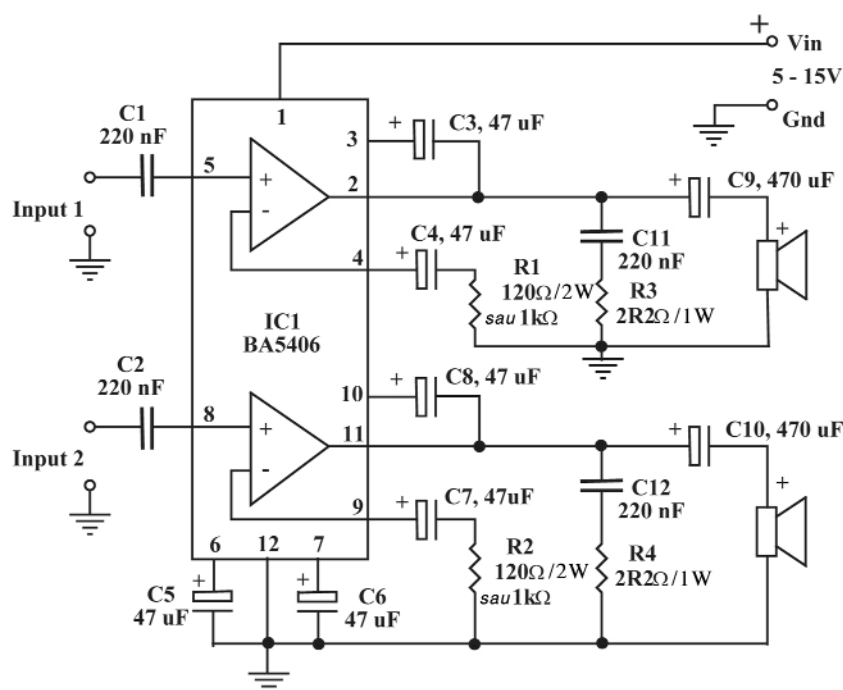 +
Vin
5 - 15V
Gnd
C1
220 nF
1
3
+
C3, 47 uF
5
+
-
2
+
C9, 470 uF
Input 1
4
+
C4, 47 uF
C11
220 nF
+
R1
120Ω/2W
sau 1kΩ
R3
2R2Ω/1W
IC1
BA5406
C2
220 nF
10
+
C8, 47 uF
8
+
-
11
+
C10, 470 uF
Input 2
9
+
C7, 47uF
C12
220 nF
+
6
12
7
R2
120Ω/2W
sau 1kΩ
R4
2R2Ω/1W
+
C5
47 uF
+
C6
47 uF